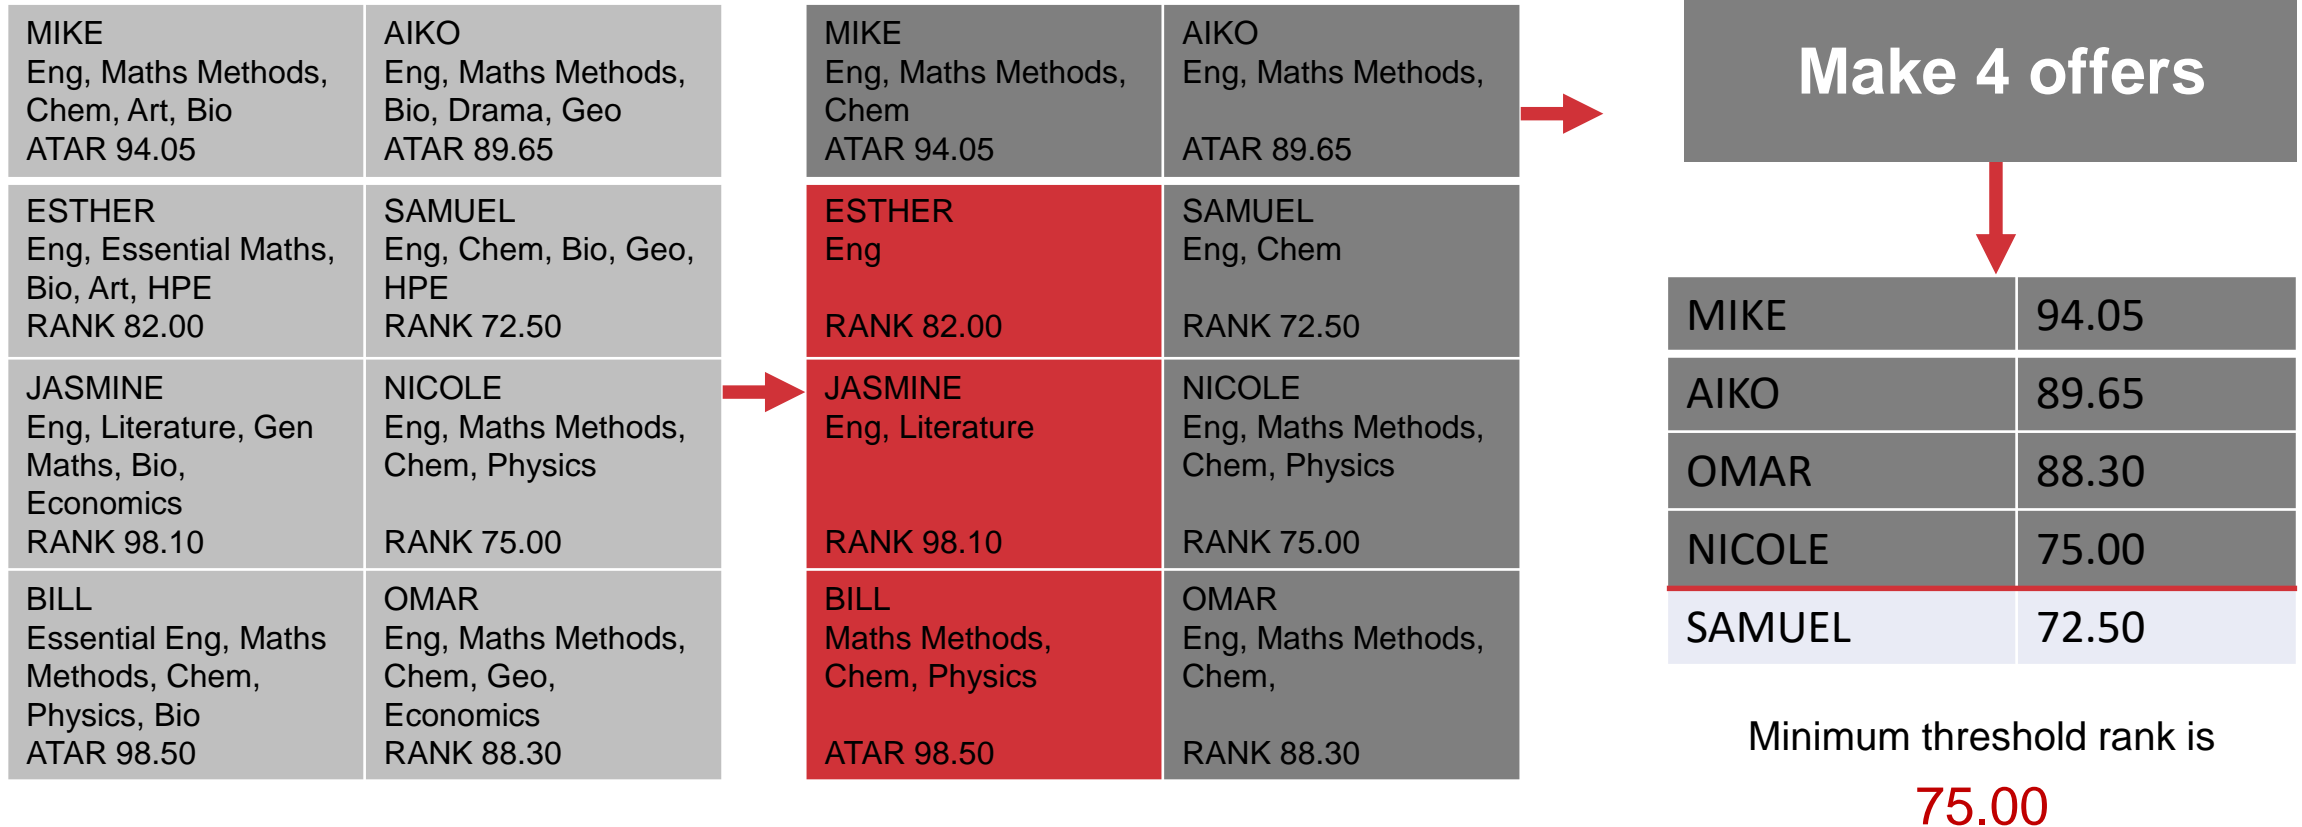 MIKE
Eng, Maths Methods,
Chem, Art, Bio
ATAR 94.05
AIKO
Eng, Maths Methods,
Bio, Drama, Geo
ATAR 89.65
ESTHER
Eng, Essential Maths,
Bio, Art, HPE
RANK 82.00
SAMUEL
Eng, Chem, Bio, Geo,
HPE
RANK 72.50
JASMINE
Eng, Literature, Gen
Maths, Bio,
Economics
RANK 98.10
NICOLE
Eng, Maths Methods,
Chem, Physics
RANK 75.00
BILL
Essential Eng, Maths
Methods, Chem,
Physics, Bio
ATAR 98.50
OMAR
Eng, Maths Methods,
Chem, Geo,
Economics
RANK 88.30
MIKE
Eng, Maths Methods,
Chem
ATAR 94.05
AIKO
Eng, Maths Methods,
ATAR 89.65
ESTHER
Eng
RANK 82.00
SAMUEL
Eng, Chem
RANK 72.50
JASMINE
Eng, Literature
RANK 98.10
NICOLE
Eng, Maths Methods,
Chem, Physics
RANK 75.00
BILL
Maths Methods,
Chem, Physics
ATAR 98.50
OMAR
Eng, Maths Methods,
Chem,
RANK 88.30
Make 4 offers
MIKE 94.05
AIKO 89.65
OMAR 88.30
NICOLE 75.00
SAMUEL 72.50
Minimum threshold rank is
75.00